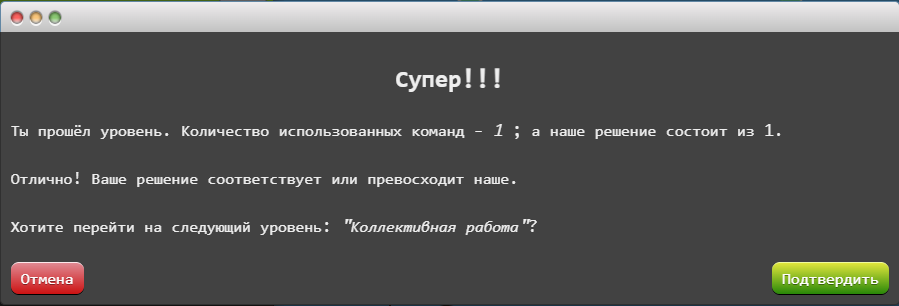 Супер!!!
Ты прошёл уровень. Количество использованных команд - 1 ; а наше решение состоит из 1.
Отлично! Ваше решение соответствует или превосходит наше.
Хотите перейти на следующий уровень: "Коллективная работа"?
Отмена
Подтвердить